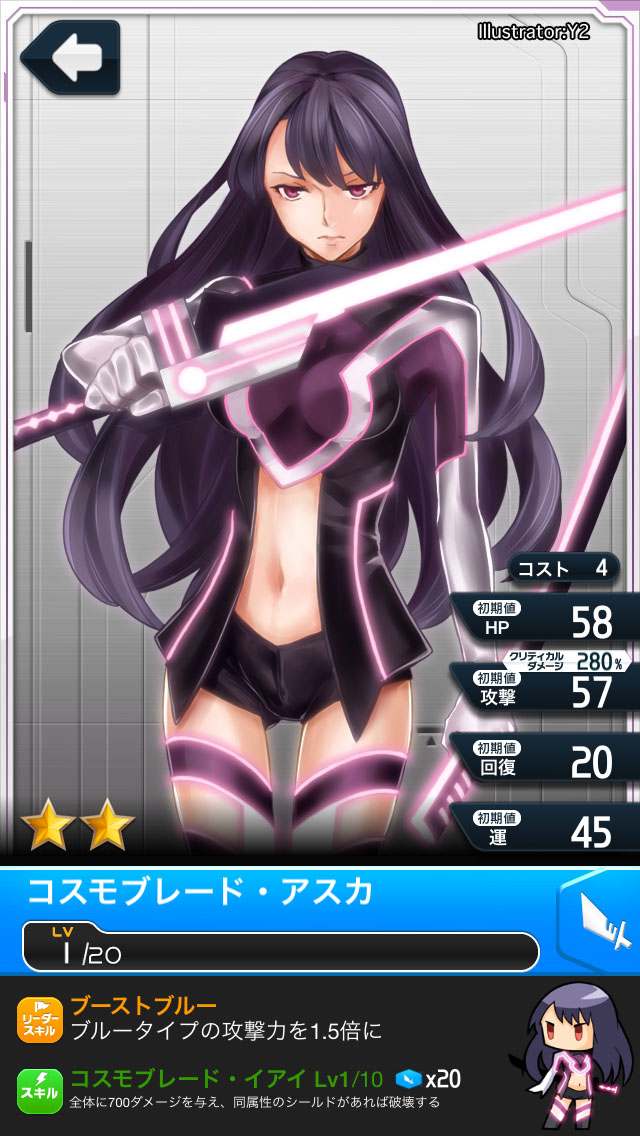 Illustrator:Y2
コスト 4
初期値
HP 58
クリティカル
ダメージ 280%
初期値
攻撃 57
初期値
回復 20
初期値
運 45
コスモブレード・アスカ
LV
1/20
リーダー
スキル
ブーストブルー
ブルータイプの攻撃力を1.5倍に
スキル
コスモブレード・イアイ Lv1/10 x20
全体に700ダメージを与え、同属性のシールドがあれば破壊する